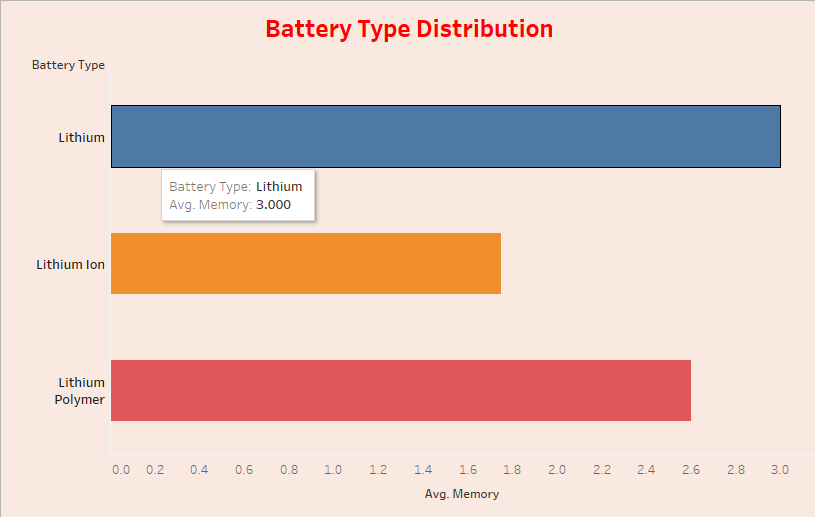 Battery Type Distribution
Battery Type
Lithium
Battery Type: Lithium
Avg. Memory: 3.000
Lithium Ion
Lithium
Polymer
0.0 0.2 0.4 0.6 0.8 1.0 1.2 1.4 1.6 1.8 2.0 2.2 2.4 2.6 2.8 3.0
Avg. Memory